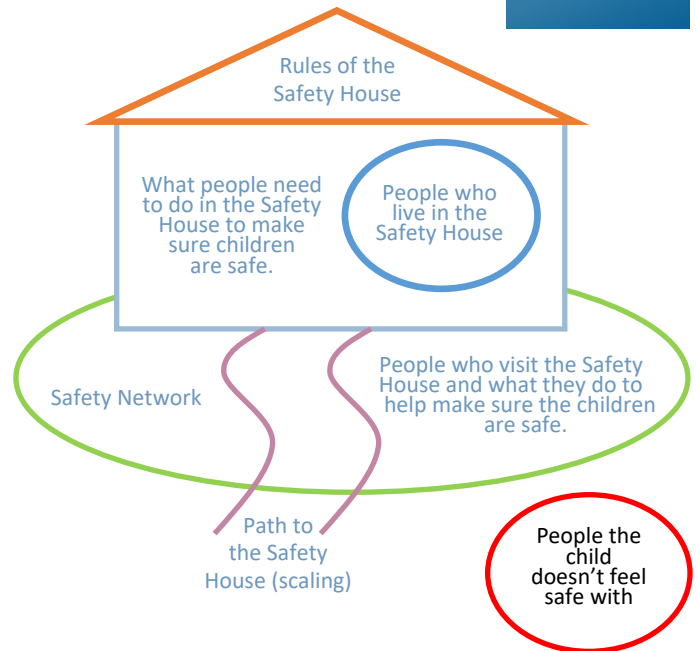 Rules of the
Safety House
What people need
to do in the Safety
House to make
sure children
are safe.
People who
live in the
Safety House
Safety Network
People who visit the Safety
House and what they do to
help make sure the children
are safe.
Path to
the Safety
House (scaling)
People the
child
doesn’t feel
safe with